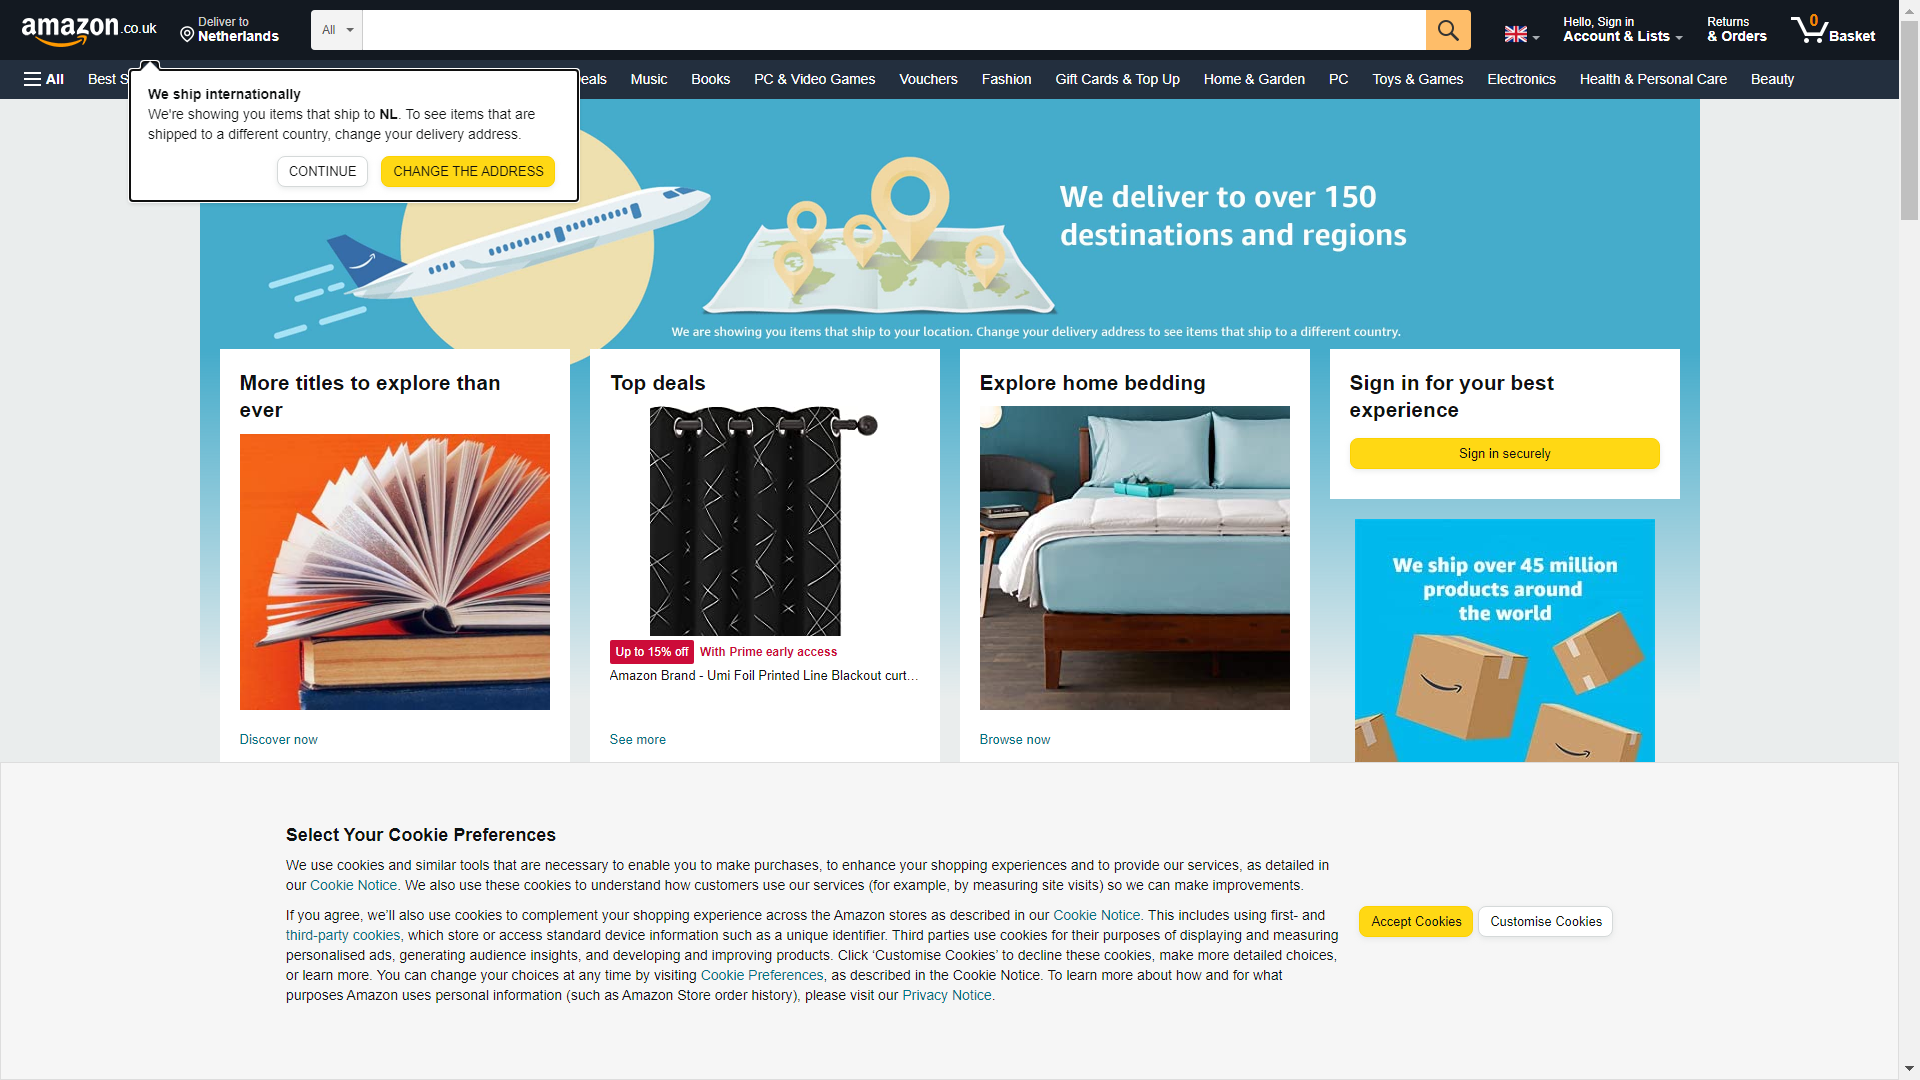 amazon.co.uk
Deliver to
Netherlands
All
Hello, Sign in
Account & Lists
Returns
& Orders
0
Basket
All
Best S
eals
Music
Books
PC & Video Games
Vouchers
Fashion
Gift Cards & Top Up
Home & Garden
PC
Toys & Games
Electronics
Health & Personal Care
Beauty
We ship internationally
We're showing you items that ship to NL. To see items that are
shipped to a different country, change your delivery address.
CONTINUE
CHANGE THE ADDRESS
We deliver to over 150
destinations and regions
We are showing you items that ship to your location. Change your delivery address to see items that ship to a different country.
More titles to explore than
ever
Discover now
Top deals
Up to 15% off
With Prime early access
Amazon Brand - Umi Foil Printed Line Blackout curt…
See more
Explore home bedding
Browse now
Sign in for your best
experience
Sign in securely
We ship over 45 million
products around
the world
Select Your Cookie Preferences
We use cookies and similar tools that are necessary to enable you to make purchases, to enhance your shopping experiences and to provide our services, as detailed in
our Cookie Notice. We also use these cookies to understand how customers use our services (for example, by measuring site visits) so we can make improvements.
If you agree, we’ll also use cookies to complement your shopping experience across the Amazon stores as described in our Cookie Notice. This includes using first- and
third-party cookies, which store or access standard device information such as a unique identifier. Third parties use cookies for their purposes of displaying and measuring
personalised ads, generating audience insights, and developing and improving products. Click ‘Customise Cookies’ to decline these cookies, make more detailed choices,
or learn more. You can change your choices at any time by visiting Cookie Preferences, as described in the Cookie Notice. To learn more about how and for what
purposes Amazon uses personal information (such as Amazon Store order history), please visit our Privacy Notice.
Accept Cookies
Customise Cookies